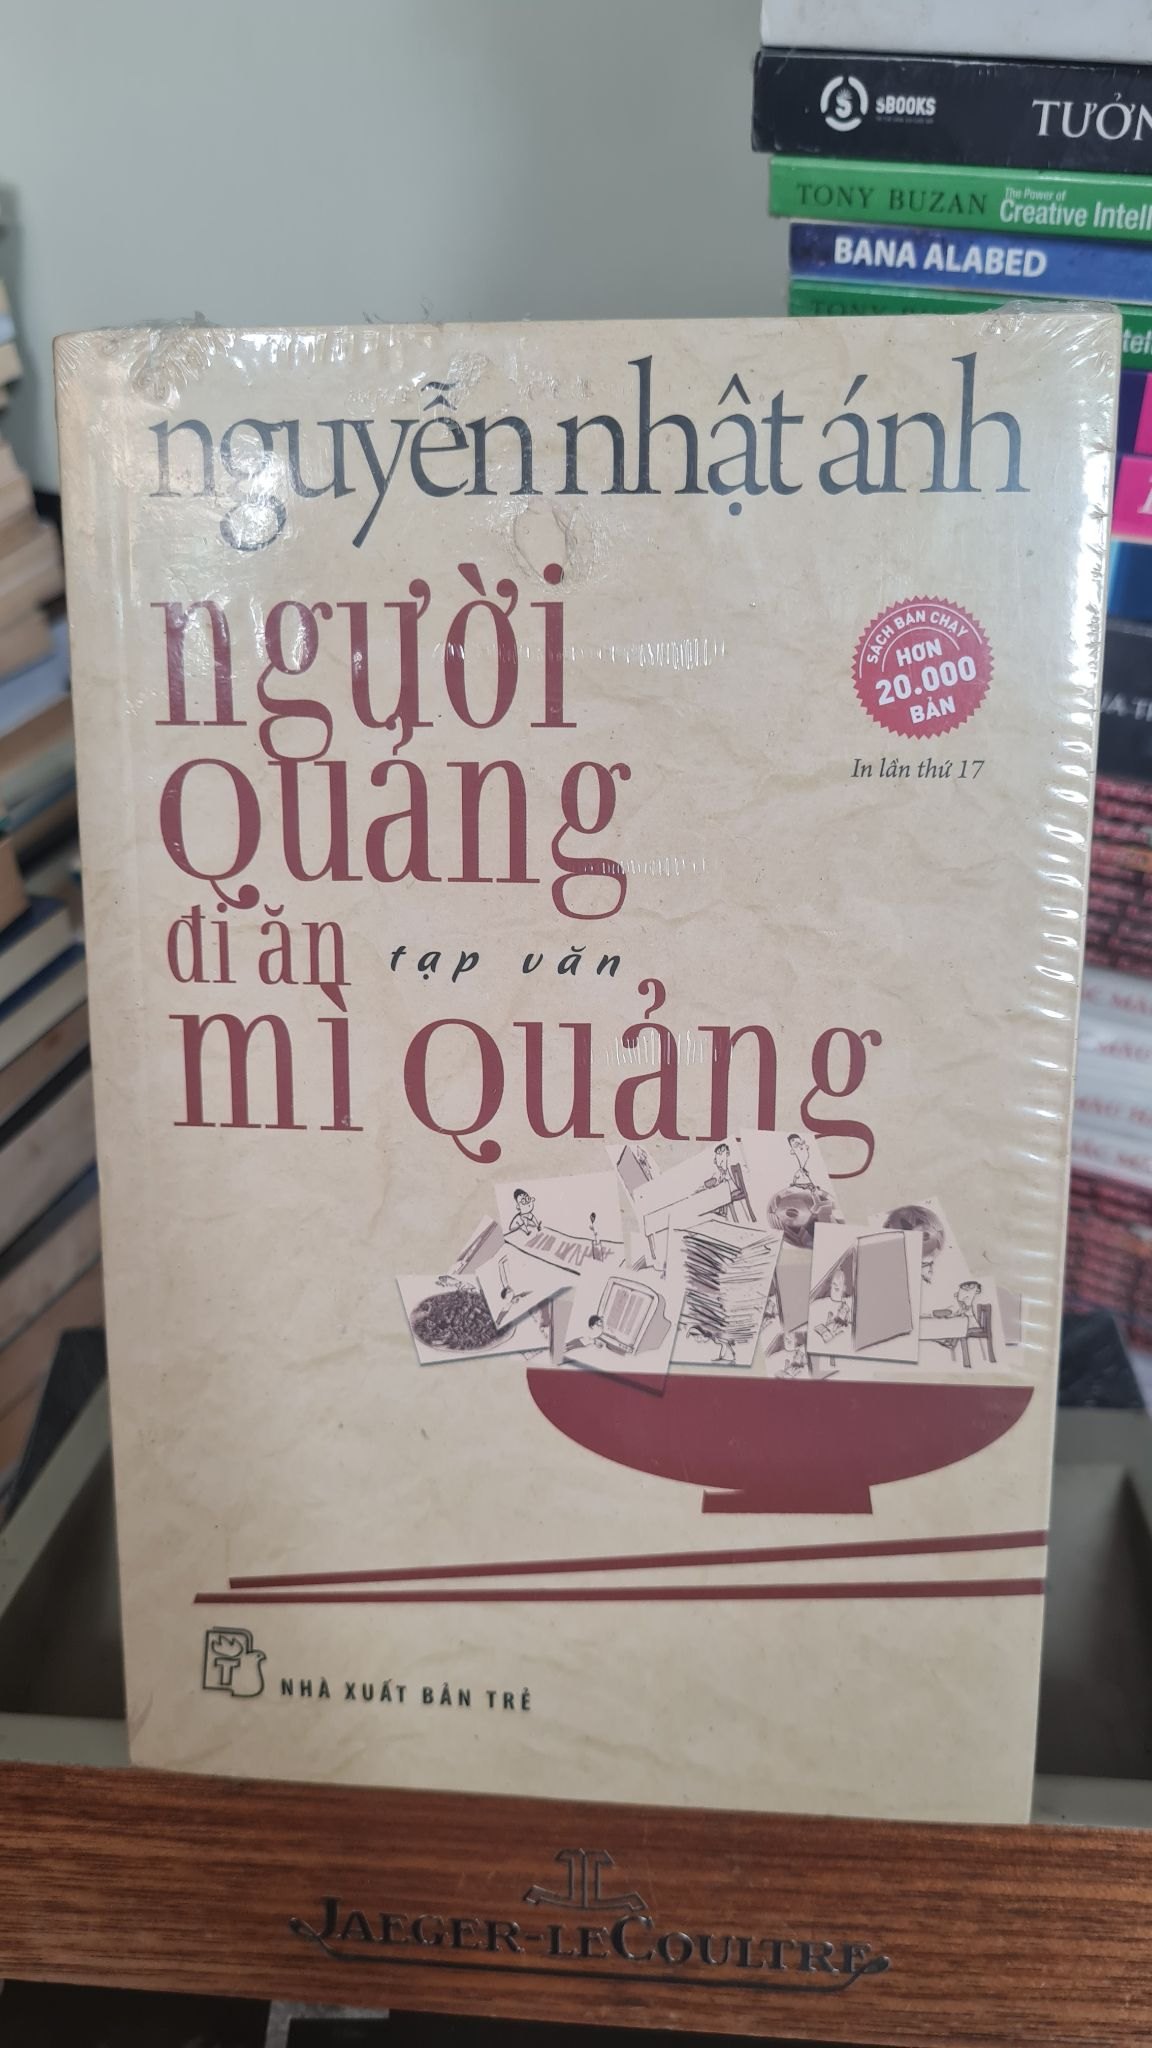 sBOOKS
TƯỞN
TONY BUZAN The Power of
Creative Intell
BANA ALABED
nguyễn nhật ánh
người
Quảng
đi ăn
tạp văn
mì Quảng
SÁCH BÁN CHẠY
HƠN
20.000
BẢN
In lần thứ 17
NHÀ XUẤT BẢN TRẺ
JAEGER-LECOULTRE